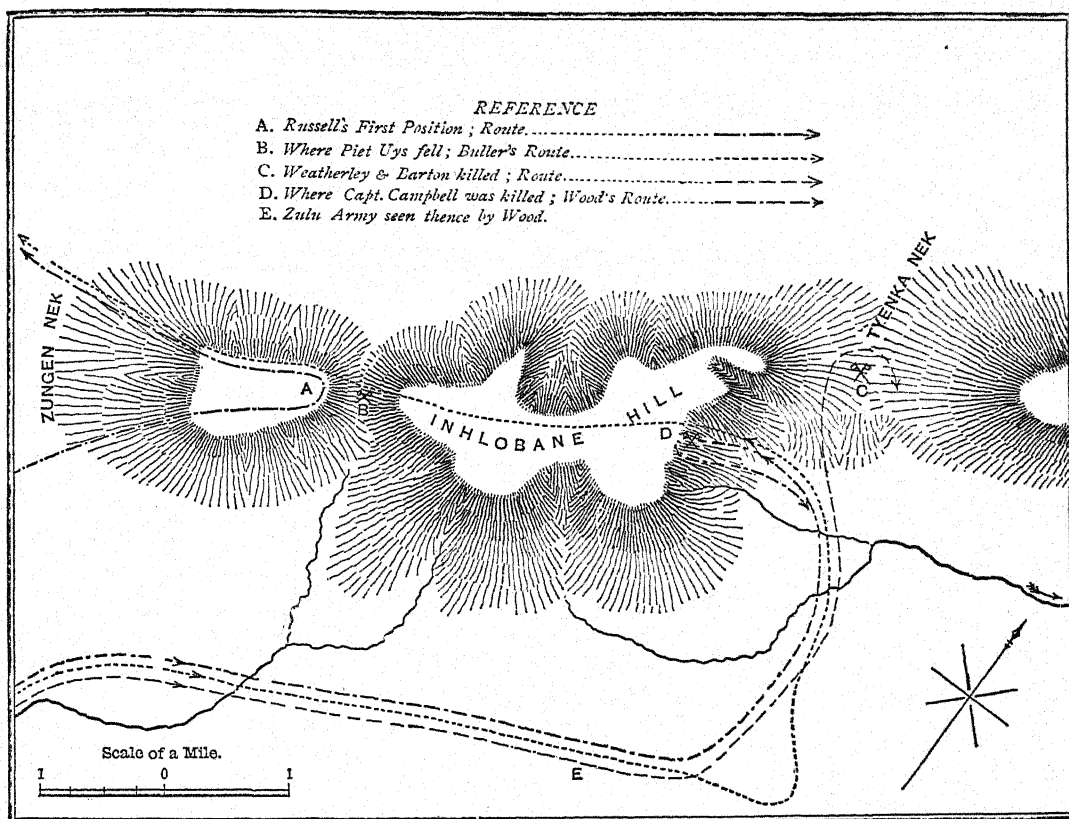 REFERENCE
A. Russell's First Position ; Route
B. Where Piet Uys fell; Buller's Route
C. Weatherley & Barton killed ; Route
D. Where Capt. Campbell was killed ; Wood's Route
E. Zulu Army seen thence by Wood.
ZUNGEN NEK
TYENKA NEK
A
B
C
INHLOBANE HILL
D
E
Scale of a Mile.
1 0 1